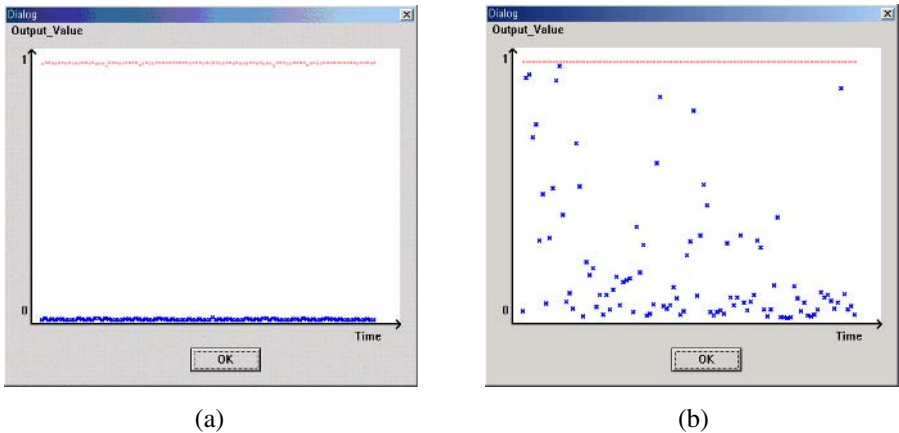 Dialog
Output_Value
1
0
Time
OK
(a)
Dialog
Output_Value
1
0
Time
OK
(b)